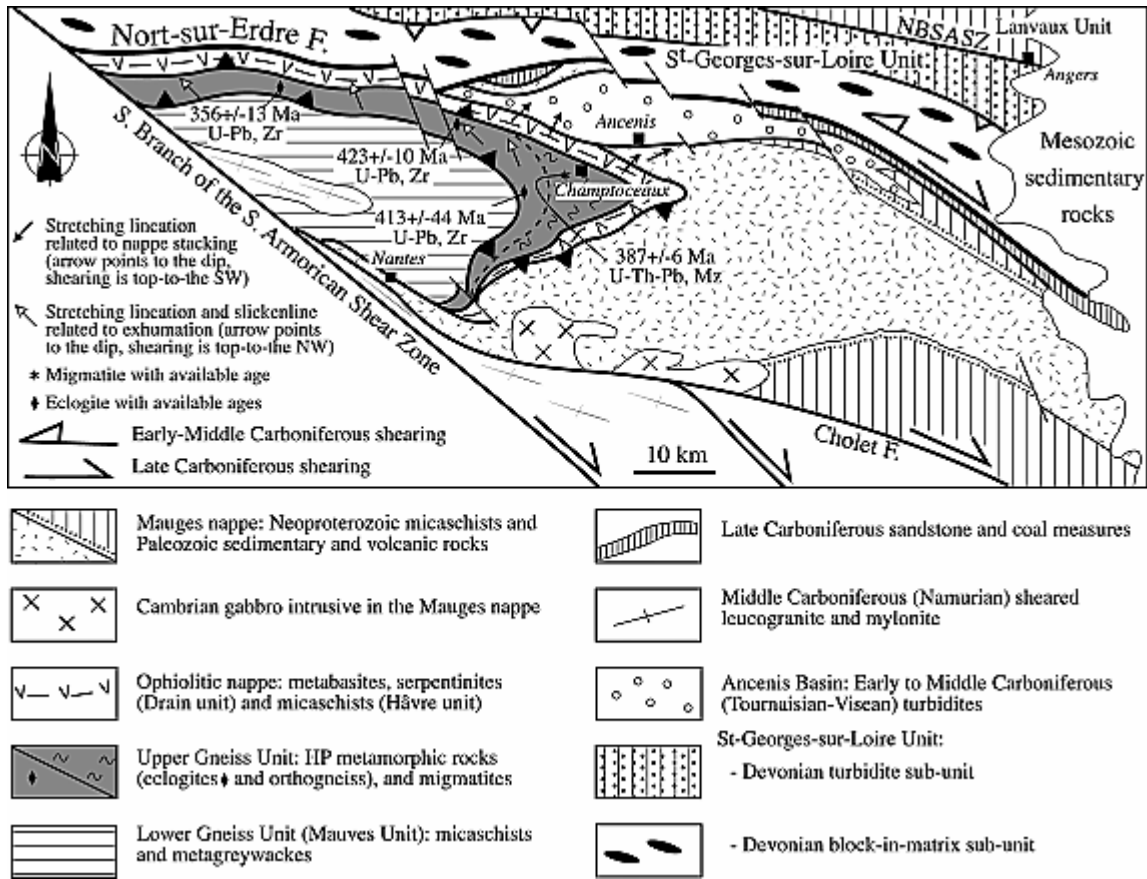 Nort-sur-Erdre F.
NBSASZ
Lanvaux Unit
St-Georges-sur-Loire Unit
Angers
356+/-13 Ma
U-Pb, Zr
Ancenis
Mesozoic
sedimentary
rocks
423+/-10 Ma
U-Pb, Zr
Champtoceaux
413+/-44 Ma
U-Pb, Zr
Nantes
387+/-6 Ma
U-Th-Pb, Mz
S. Branch of the S. Armorican Shear Zone
Stretching lineation
related to nappe stacking
(arrow points to the dip,
shearing is top-to-the SW)
Stretching lineation and slickenline
related to exhumation (arrow points
to the dip, shearing is top-to-the NW)
* Migmatite with available age
Eclogite with available ages
Early-Middle Carboniferous shearing
Late Carboniferous shearing
10 km
Cholet F.
Mauges nappe: Neoproterozoic micaschists and
Paleozoic sedimentary and volcanic rocks
Cambrian gabbro intrusive in the Mauges nappe
Ophiolitic nappe: metabasites, serpentinites
(Drain unit) and micaschists (Hâvre unit)
Upper Gneiss Unit: HP metamorphic rocks
(eclogites and orthogneiss), and migmatites
Lower Gneiss Unit (Mauves Unit): micaschists
and metagreywackes
Late Carboniferous sandstone and coal measures
Middle Carboniferous (Namurian) sheared
leucogranite and mylonite
Ancenis Basin: Early to Middle Carboniferous
(Tournaisian-Visean) turbidites
St-Georges-sur-Loire Unit:
- Devonian turbidite sub-unit
- Devonian block-in-matrix sub-unit